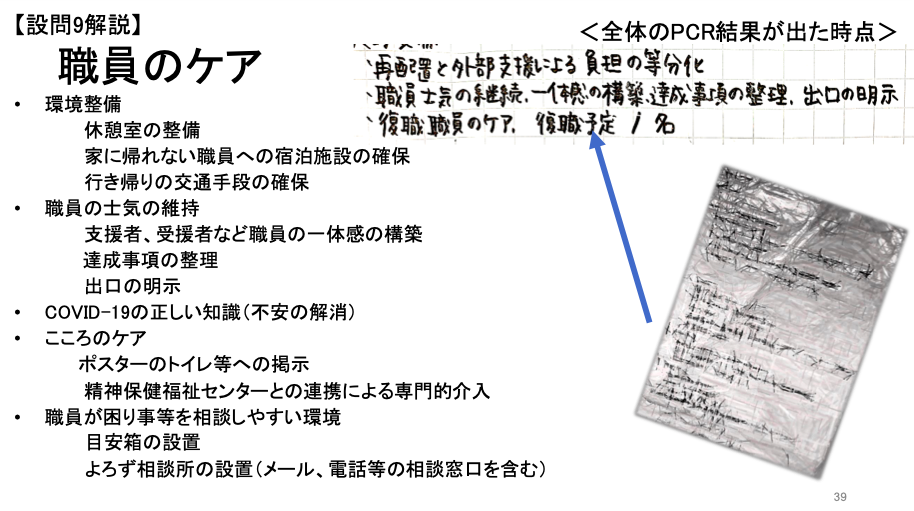 【設問9解説】
＜全体のPCR結果が出た時点＞
職員のケア
、再配置と外部支援による負担の等分化
、職員士気の継続、一体感の構築、達成事項の整理、出口の明示
、復職職員のケア、復職予定 / 名
• 環境整備
休憩室の整備
家に帰れない職員への宿泊施設の確保
行き帰りの交通手段の確保
• 職員の士気の維持
支援者、受援者など職員の一体感の構築
達成事項の整理
出口の明示
• COVID-19の正しい知識（不安の解消）
• こころのケア
ポスターのトイレ等への掲示
精神保健福祉センターとの連携による専門的介入
• 職員が困り事等を相談しやすい環境
目安箱の設置
よろず相談所の設置（メール、電話等の相談窓口を含む）
39